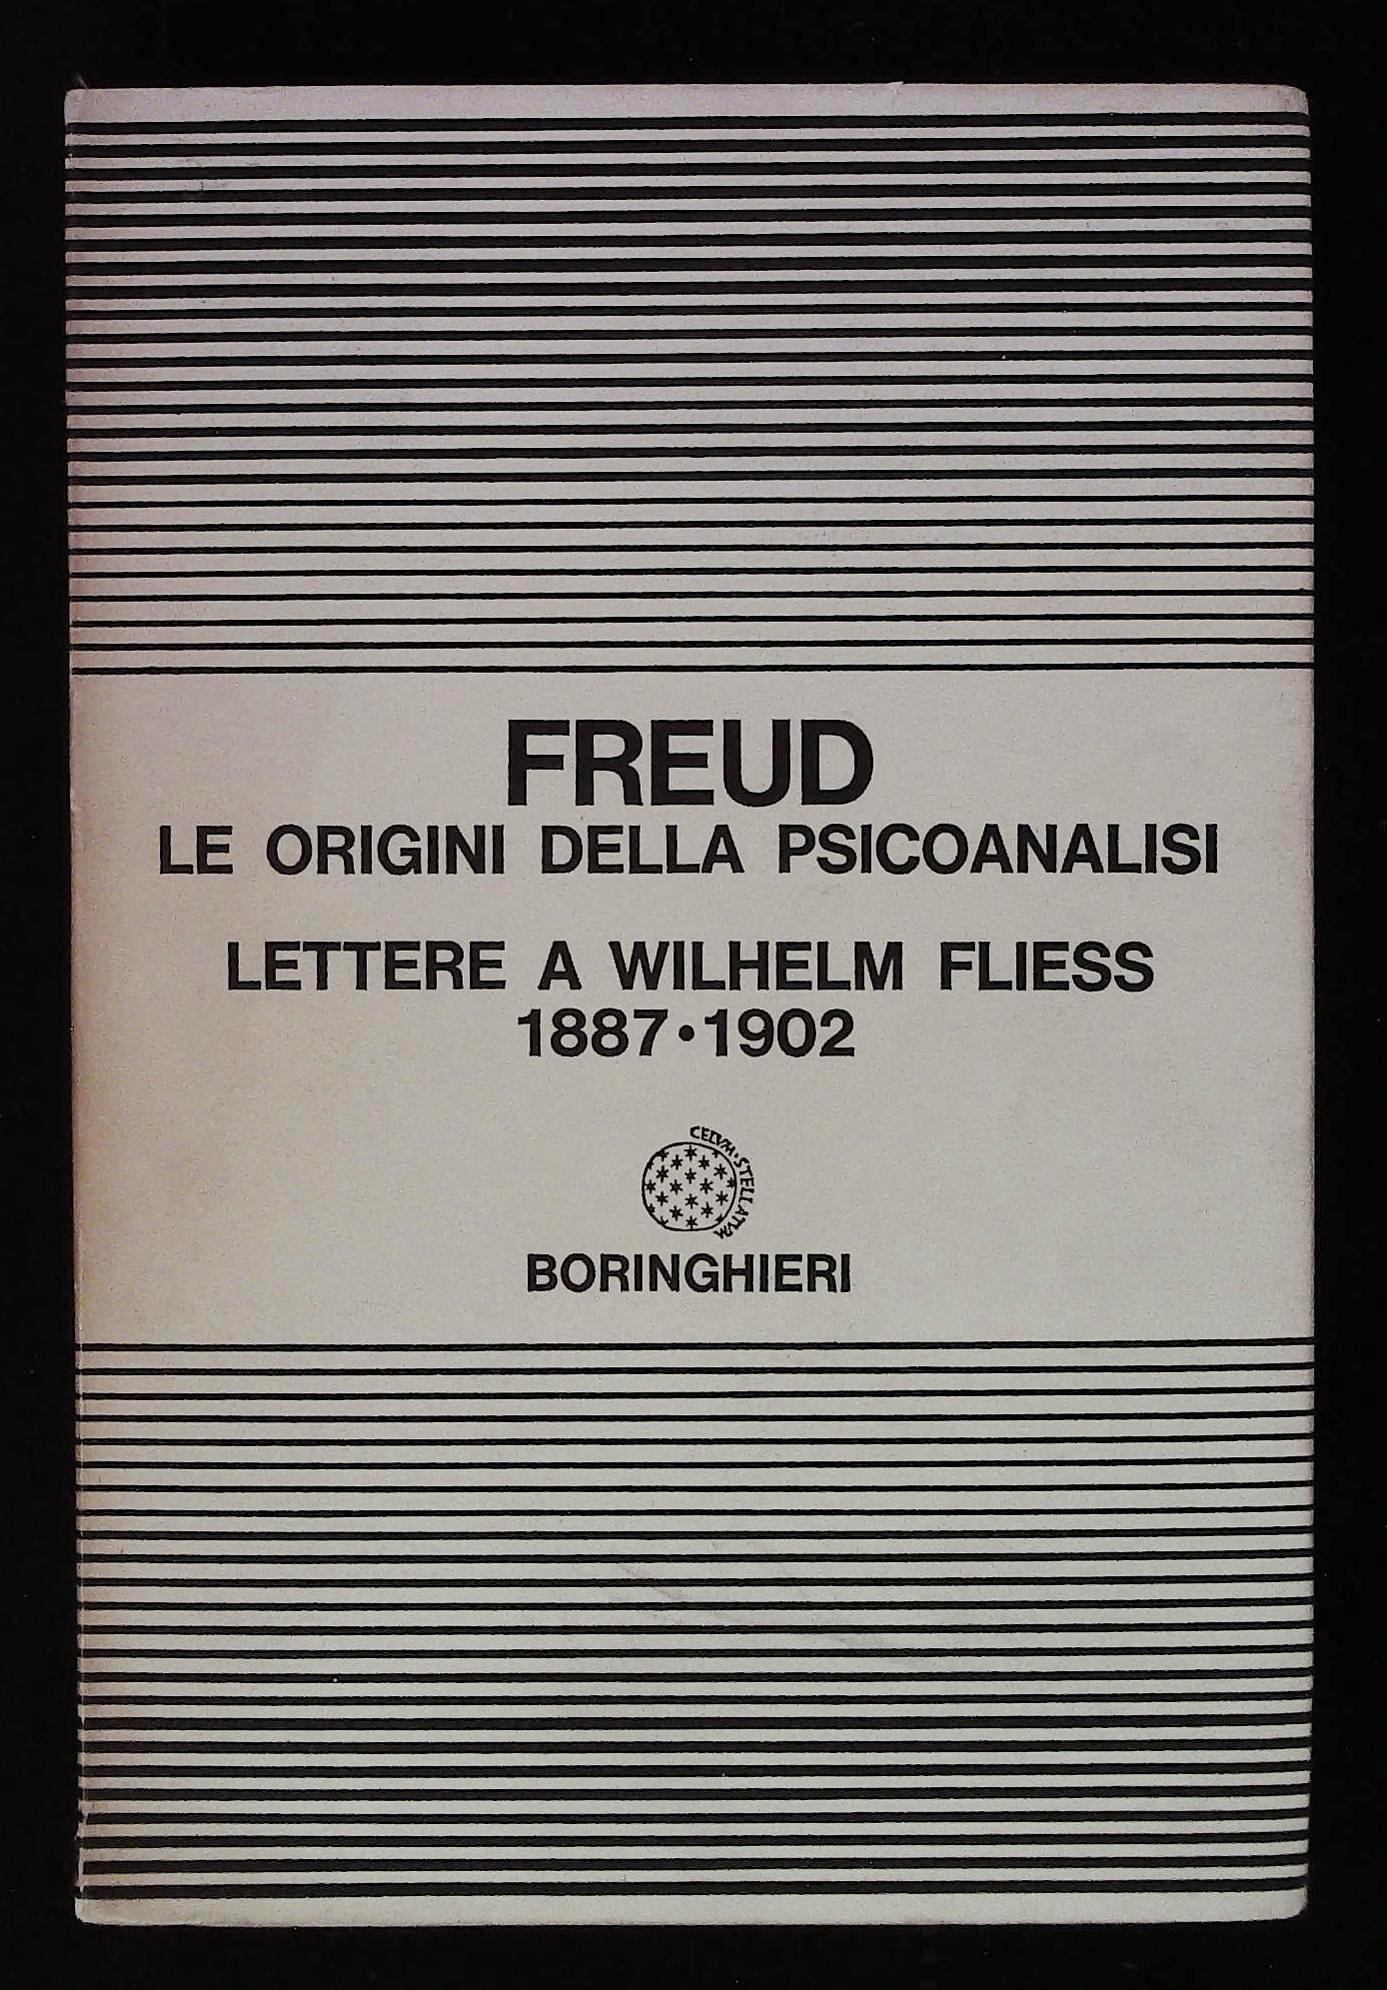 FREUD
LE ORIGINI DELLA PSICOANALISI
LETTERE A WILHELM FLIESS
1887•1902
CELVM•STELLATVM
BORINGHIERI